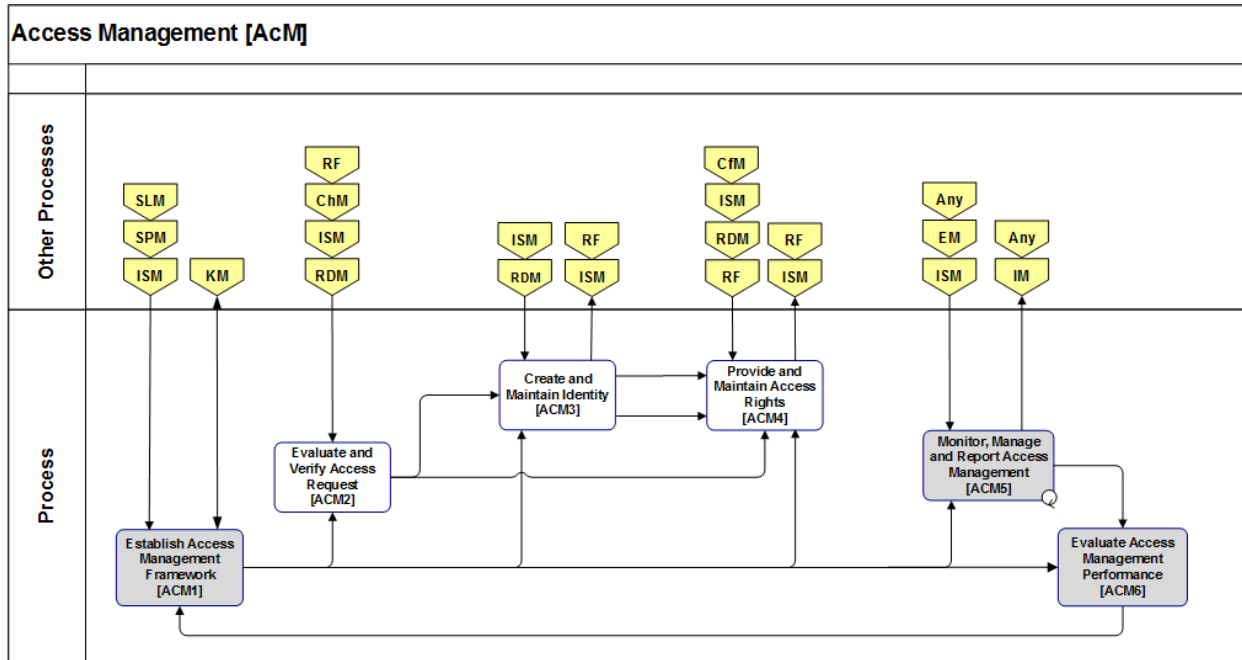 Access Management [AcM]
Other Processes
SLM
SPM
ISM
KM
RF
ChM
ISM
RDM
ISM
RDM
RF
ISM
CfM
ISM
RDM
RF
RF
ISM
Any
EM
ISM
Any
IM
Process
Establish Access
Management
Framework
[ACM1]
Evaluate and
Verify Access
Request
[ACM2]
Create and
Maintain Identity
[ACM3]
Provide and
Maintain Access
Rights
[ACM4]
Monitor, Manage
and Report Access
Management
[ACM5]
Evaluate Access
Management
Performance
[ACM6]